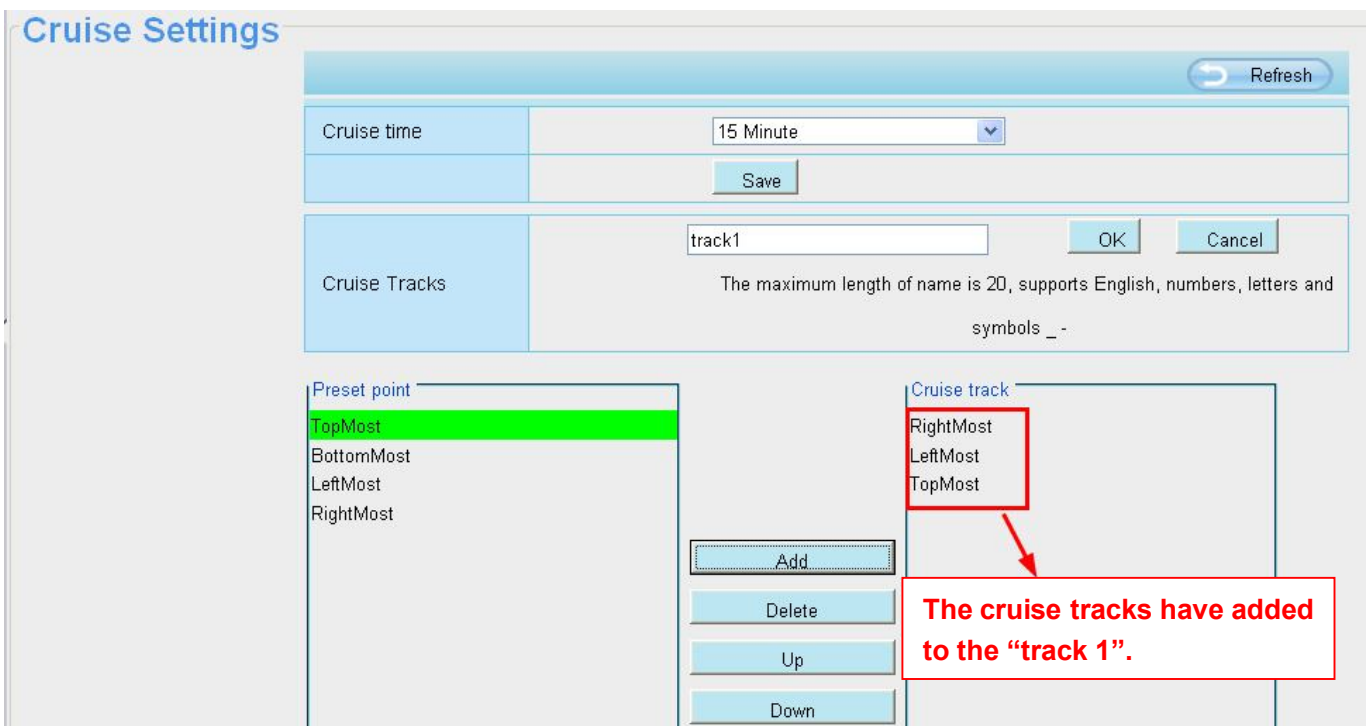 Cruise Settings
Refresh
Cruise time
15 Minute
Save
Cruise Tracks
track1
OK
Cancel
The maximum length of name is 20, supports English, numbers, letters and
symbols _ -
Preset point
TopMost
BottomMost
LeftMost
RightMost
Add
Delete
Up
Down
Cruise track
RightMost
LeftMost
TopMost
The cruise tracks have added
to the “track 1”.